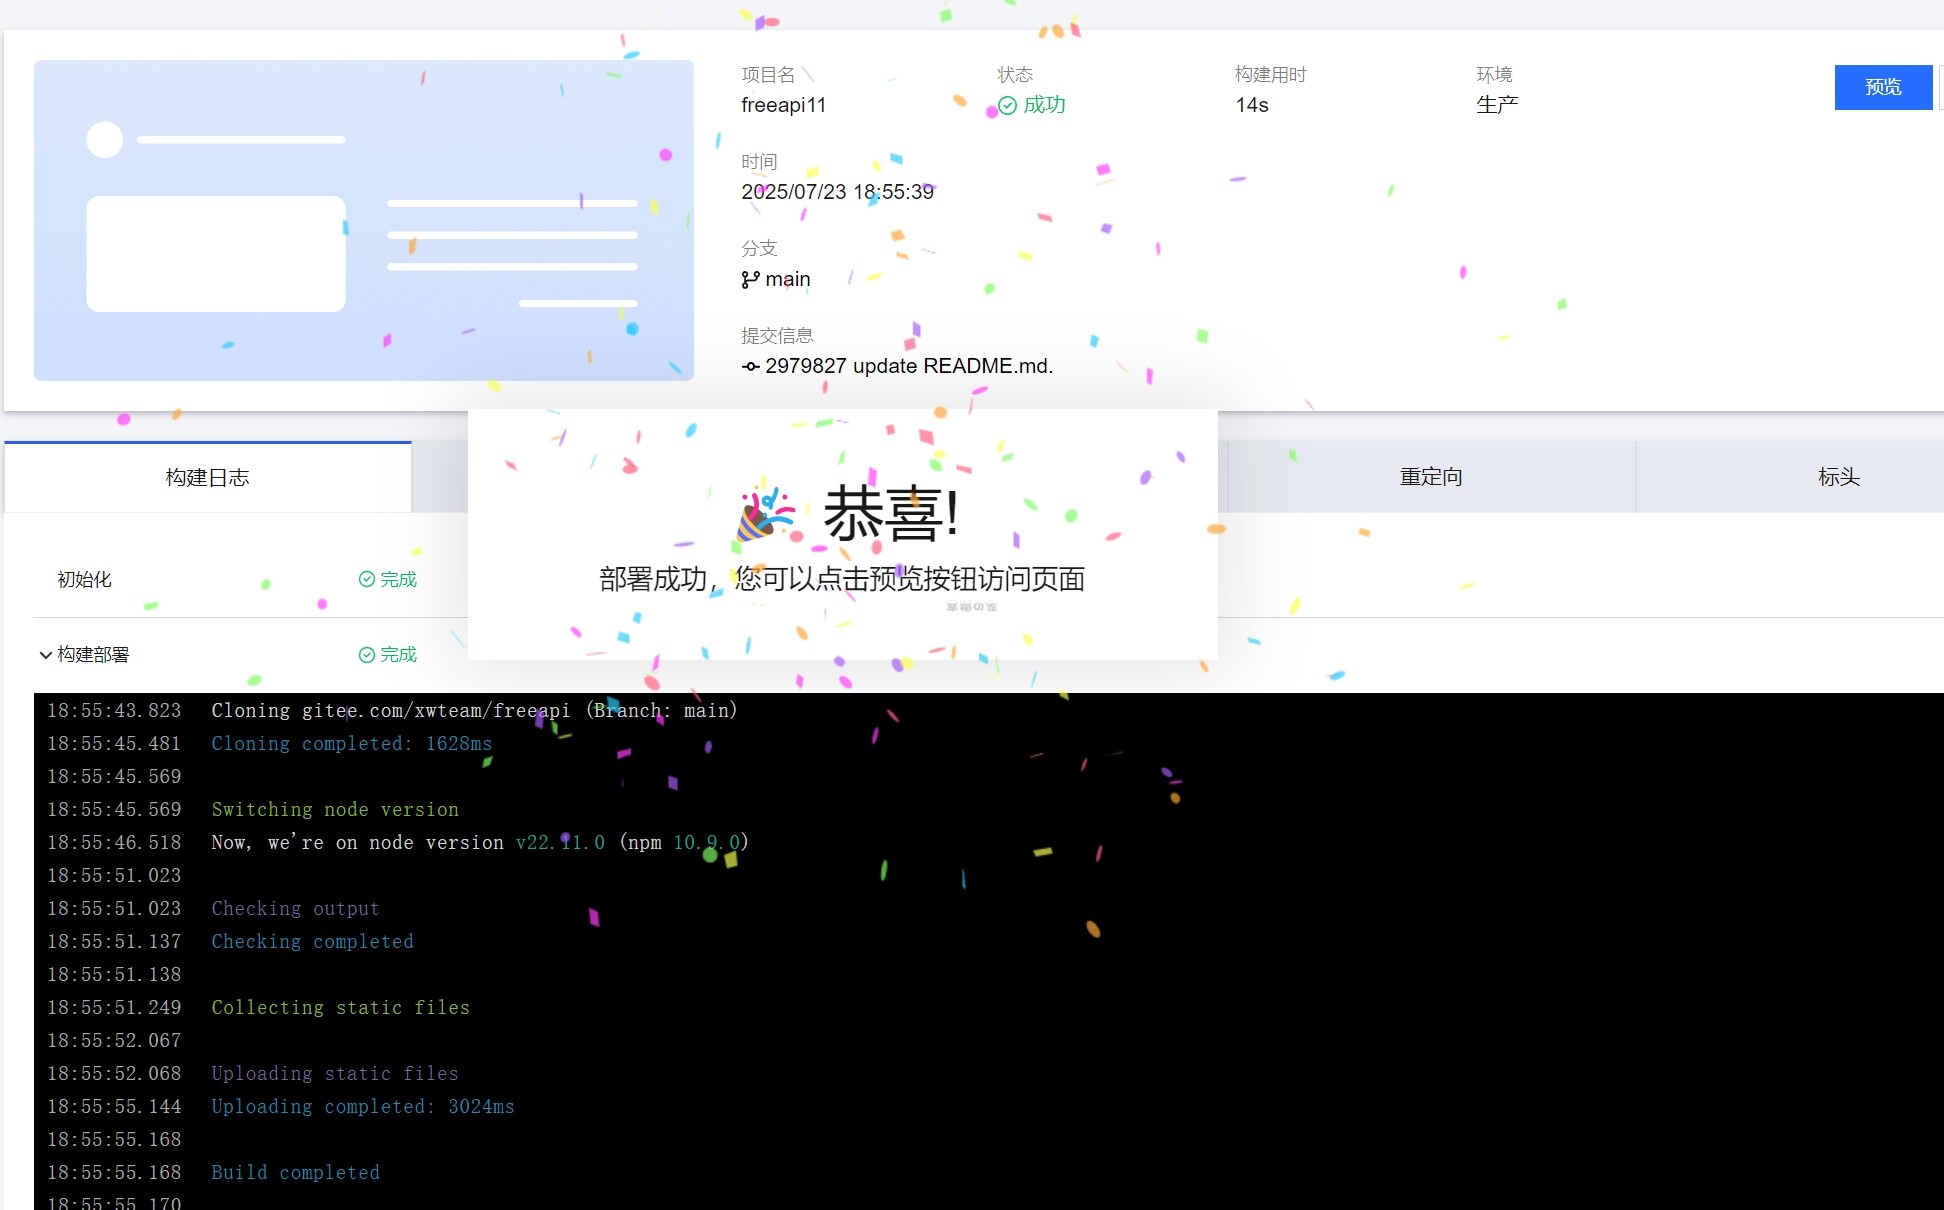 项目名
freeapi11
状态
成功
构建用时
14s
环境
生产
预览
时间
2025/07/23 18:55:39
分支
main
提交信息
2979827 update README.md.
构建日志
重定向
标头
🎉 恭喜!
部署成功，您可以点击预览按钮访问页面
初始化 完成
构建部署 完成
18:55:43.823 Cloning gitee.com/xwteam/freeapi (Branch: main)
18:55:45.481 Cloning completed: 1628ms
18:55:45.569
18:55:45.569 Switching node version
18:55:46.518 Now, we're on node version v22.11.0 (npm 10.9.0)
18:55:51.023
18:55:51.023 Checking output
18:55:51.137 Checking completed
18:55:51.138
18:55:51.249 Collecting static files
18:55:52.067
18:55:52.068 Uploading static files
18:55:55.144 Uploading completed: 3024ms
18:55:55.168
18:55:55.168 Build completed
18:55:55.170